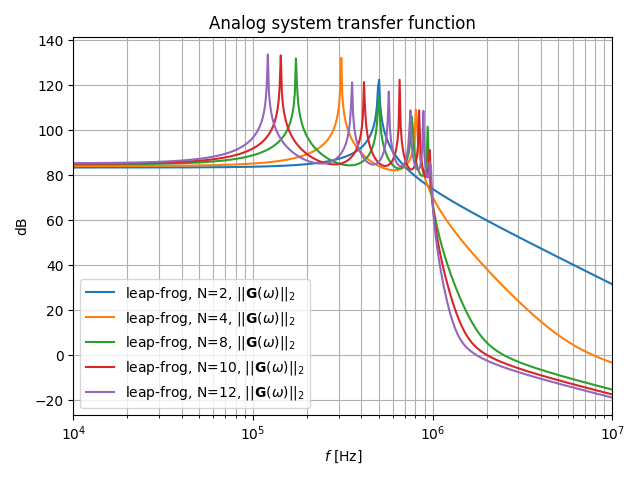 Analog system transfer function
dB
140
120
100
80
60
40
20
0
−20
leap-frog, N=2, ||G(ω)||₂
leap-frog, N=4, ||G(ω)||₂
leap-frog, N=8, ||G(ω)||₂
leap-frog, N=10, ||G(ω)||₂
leap-frog, N=12, ||G(ω)||₂
10⁴ 10⁵ 10⁶ 10⁷
f [Hz]